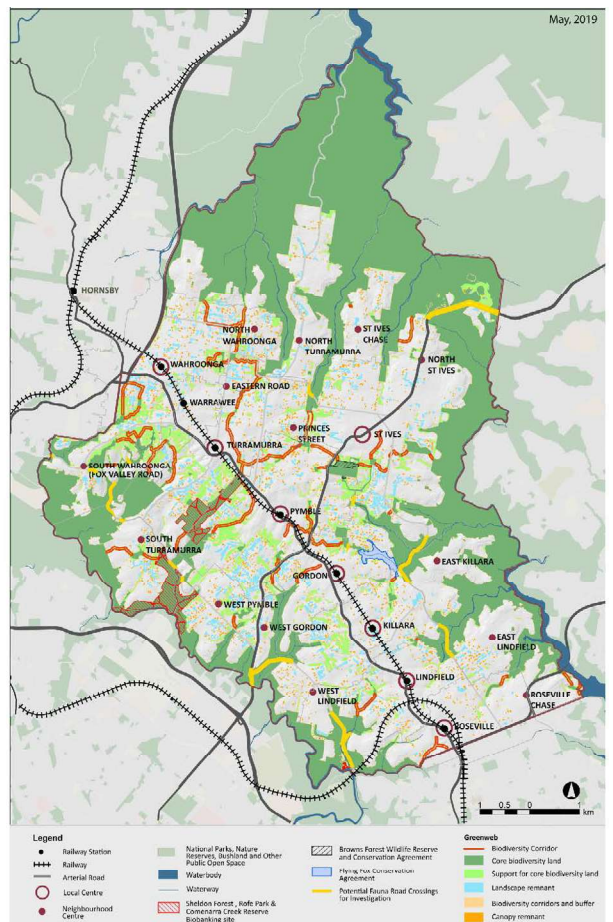 May, 2019
HORNSBY
NORTH
WAHROONGA
NORTH
TURRAMURRA
ST IVES
CHASE
NORTH
ST IVES
WAHROONGA
EASTERN ROAD
WARRAWEE
PRINCES
STREET
ST IVES
TURRAMURRA
SOUTH WAHROONGA
(FOX VALLEY ROAD)
PYMBLE
SOUTH
TURRAMURRA
EAST KILLARA
GORDON
WEST PYMBLE
WEST GORDON
KILLARA
EAST
LINDFIELD
LINDFIELD
WEST
LINDFIELD
ROSEVILLE
CHASE
ROSEVILLE
1 0.5 0 1
km
Legend
Railway Station
Railway
Arterial Road
Local Centre
Neighbourhood
Centre
National Parks, Nature
Reserves, Bushland and Other
Public Open Space
Waterbody
Waterway
Sheldon Forest , Rofe Park &
Comenarra Creek Reserve
Biobanking site
Browns Forest Wildlife Reserve
and Conservation Agreement
Flying Fox Conservation
Agreement
Potential Fauna Road Crossings
for Investigation
Greenweb
Biodiversity Corridor
Core biodiversity land
Support for core biodiversity land
Landscape remnant
Biodiversity corridors and buffer
Canopy remnant